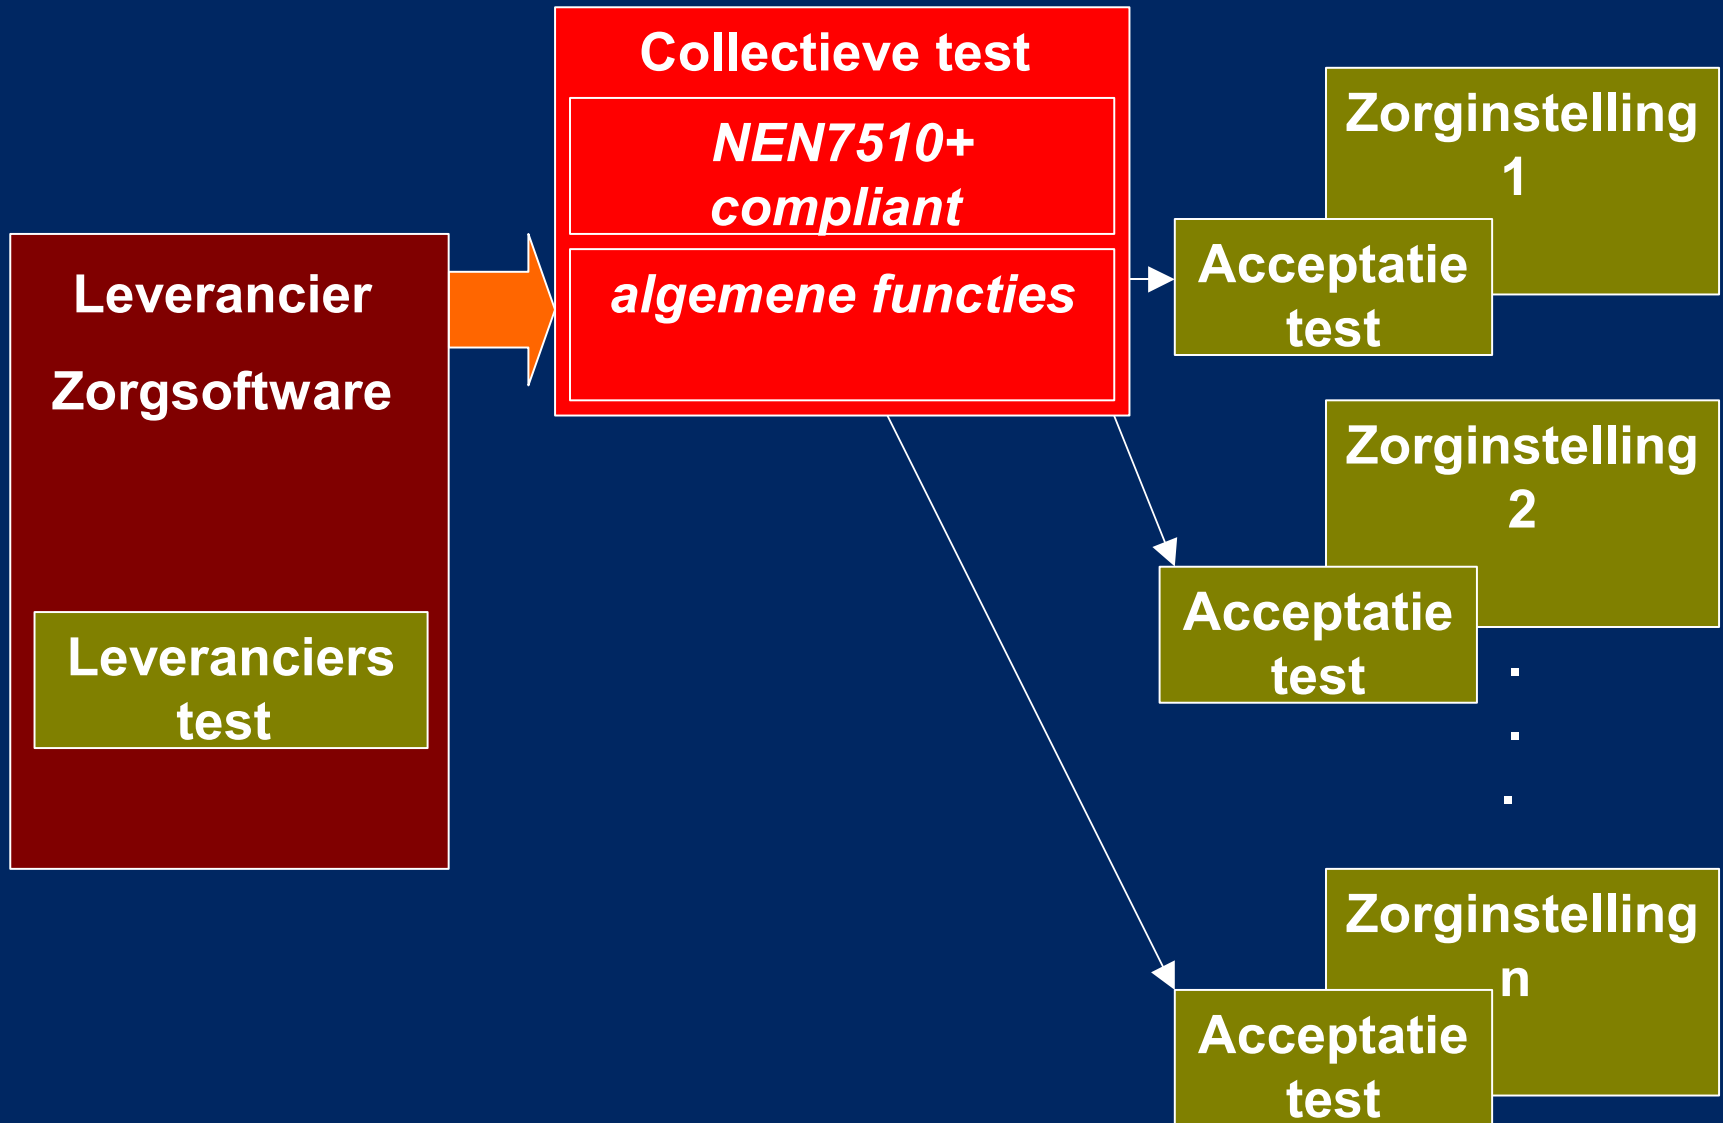 Leverancier
Zorgsoftware
Leveranciers
test
Collectieve test
NEN7510+
compliant
algemene functies
Zorginstelling
1
Acceptatie
test
Zorginstelling
2
Acceptatie
test
.
.
.
Zorginstelling
n
Acceptatie
test